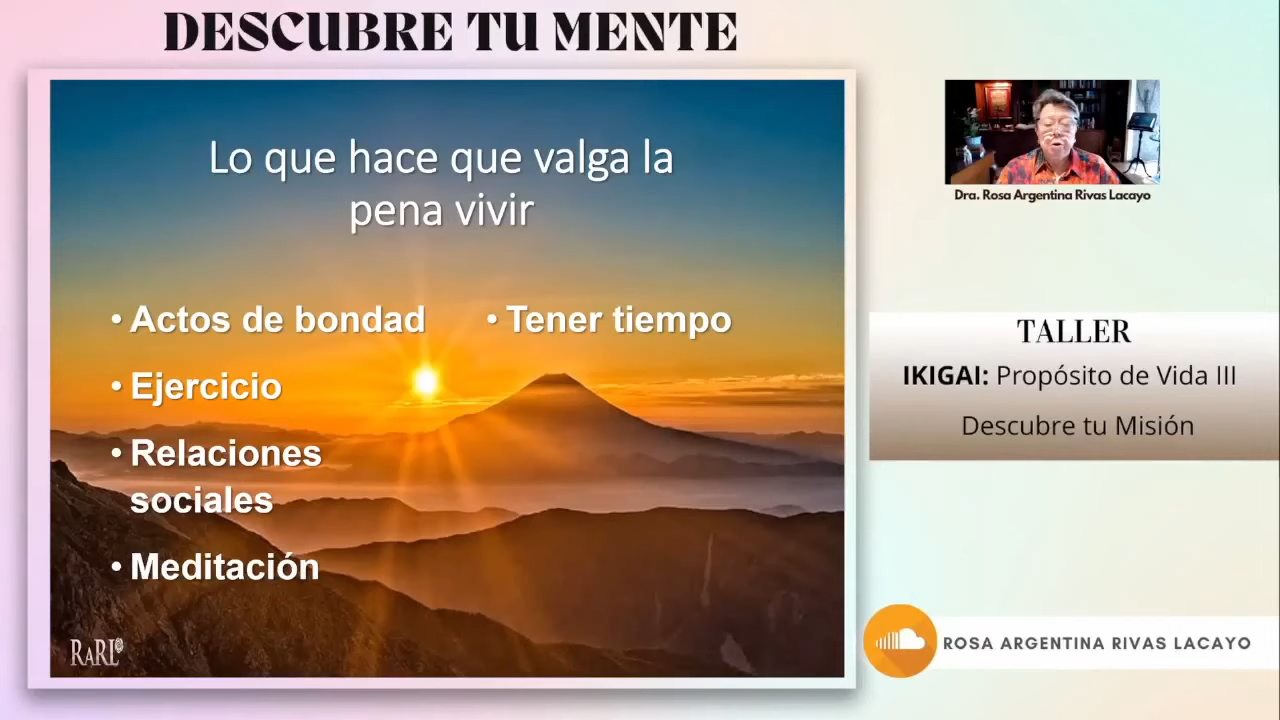 DESCUBRE TU MENTE
Lo que hace que valga la
pena vivir
• Actos de bondad
• Ejercicio
• Relaciones
sociales
• Meditación
• Tener tiempo
RARL
Dra. Rosa Argentina Rivas Lacayo
TALLER
IKIGAI: Propósito de Vida III
Descubre tu Misión
ROSA ARGENTINA RIVAS LACAYO